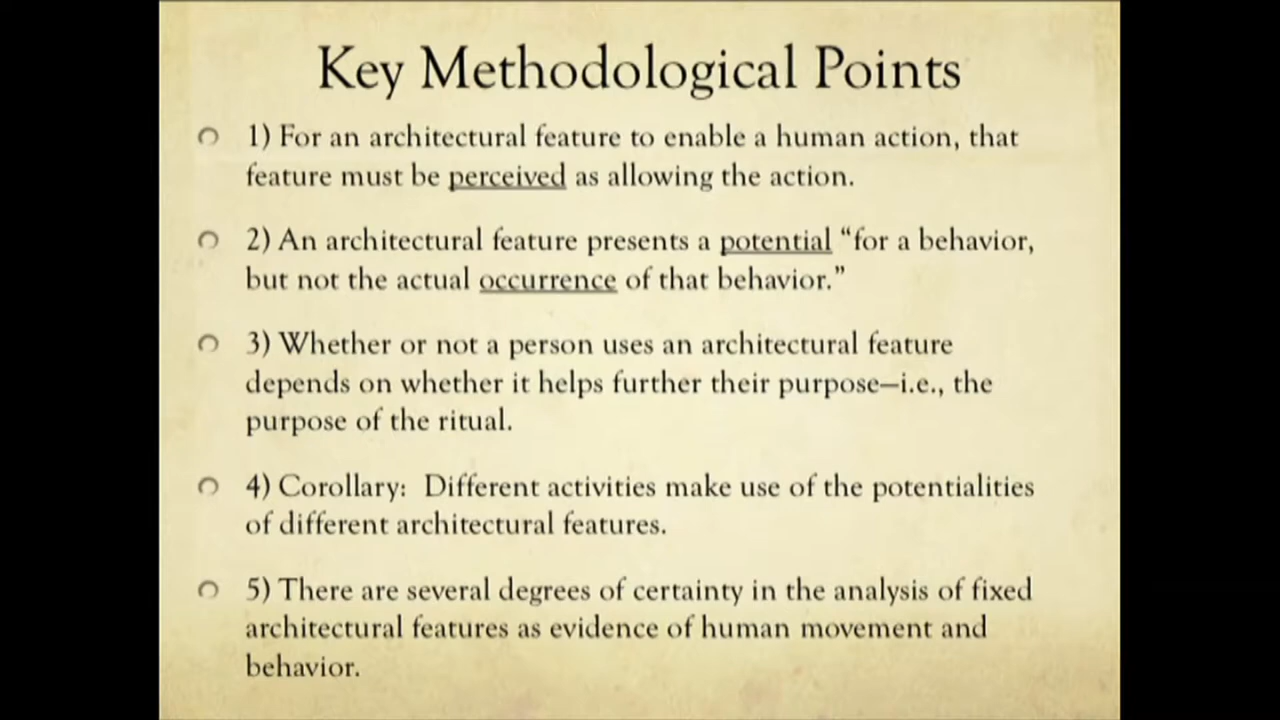 Key Methodological Points
1) For an architectural feature to enable a human action, that
feature must be perceived as allowing the action.
2) An architectural feature presents a potential “for a behavior,
but not the actual occurrence of that behavior.”
3) Whether or not a person uses an architectural feature
depends on whether it helps further their purpose—i.e., the
purpose of the ritual.
4) Corollary:  Different activities make use of the potentialities
of different architectural features.
5) There are several degrees of certainty in the analysis of fixed
architectural features as evidence of human movement and
behavior.